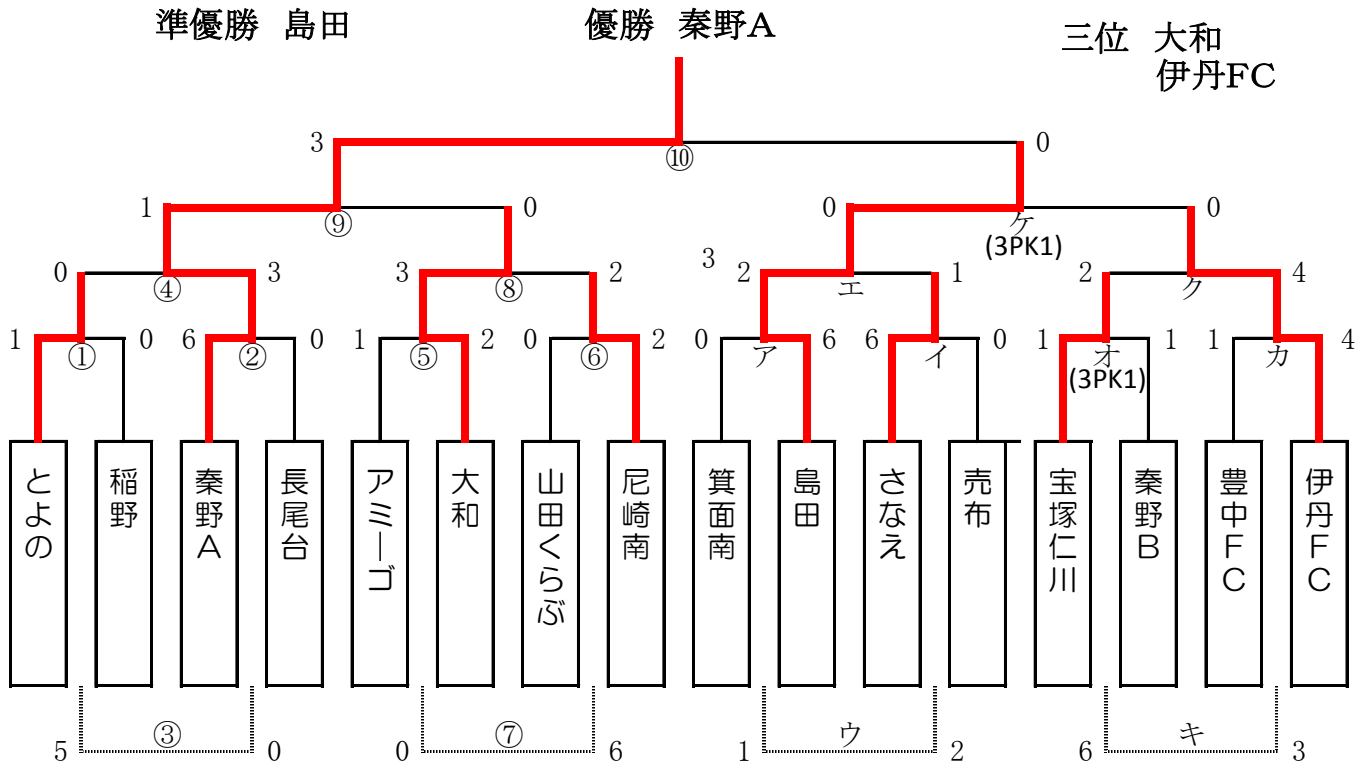 準優勝 島田 優勝 秦野A 三位 大和
伊丹FC
3 ⑩ 0
1 ⑨ 0 0 ケ 0
(3PK1)
0 ④ 3 3 ⑧ 2 3 2 エ 1 2 ク 4
1 ① 0 6 ② 0 1 ⑤ 2 0 ⑥ 2 0 ア 6 6 イ 0 1 オ 1 1 カ 4
(3PK1)
とよの
稲野
秦野A
長尾台
アミーゴ
大和
山田くらぶ
尼崎南
箕面南
島田
さなえ
売布
宝塚仁川
秦野B
豊中FC
伊丹FC
5 ③ 0 0 ⑦ 6 1 ウ 2 6 キ 3